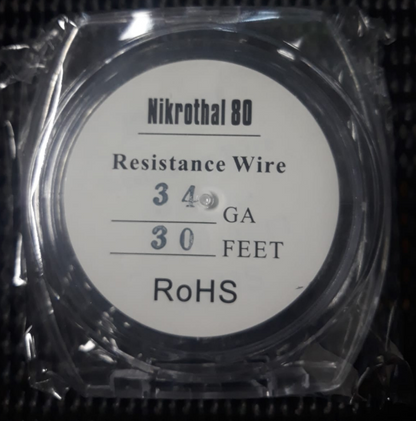 Nikrothal 80
Resistance Wire
34 GA
30 FEET
RoHS